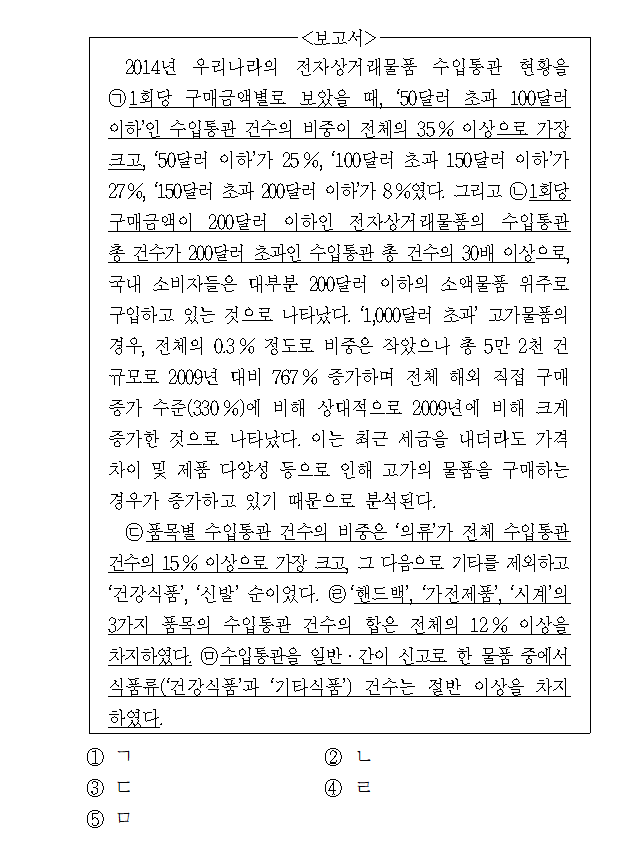 <보고서>
2014년 우리나라의 전자상거래물품 수입통관 현황을
㉠1회당 구매금액별로 보았을 때, ‘50달러 초과 100달러
이하’인 수입통관 건수의 비중이 전체의 35% 이상으로 가장
크고, ‘50달러 이하’가 25%, ‘100달러 초과 150달러 이하’가
27%, ‘150달러 초과 200달러 이하’가 8%였다. 그리고 ㉡1회당
구매금액이 200달러 이하인 전자상거래물품의 수입통관
총 건수가 200달러 초과인 수입통관 총 건수의 30배 이상으로,
국내 소비자들은 대부분 200달러 이하의 소액물품 위주로
구입하고 있는 것으로 나타났다. ‘1,000달러 초과’ 고가물품의
경우, 전체의 0.3% 정도로 비중은 작았으나 총 5만 2천 건
규모로 2009년 대비 767% 증가하며 전체 해외 직접 구매
증가 수준(330%)에 비해 상대적으로 2009년에 비해 크게
증가한 것으로 나타났다. 이는 최근 세금을 내더라도 가격
차이 및 제품 다양성 등으로 인해 고가의 물품을 구매하는
경우가 증가하고 있기 때문으로 분석된다.
㉢품목별 수입통관 건수의 비중은 ‘의류’가 전체 수입통관
건수의 15% 이상으로 가장 크고, 그 다음으로 기타를 제외하고
‘건강식품’, ‘신발’ 순이었다. ㉣‘핸드백’, ‘가전제품’, ‘시계’의
3가지 품목의 수입통관 건수의 합은 전체의 12% 이상을
차지하였다. ㉤수입통관을 일반·간이 신고로 한 물품 중에서
식품류(‘건강식품’과 ‘기타식품’) 건수는 절반 이상을 차지
하였다.
① ㄱ ② ㄴ
③ ㄷ ④ ㄹ
⑤ ㅁ